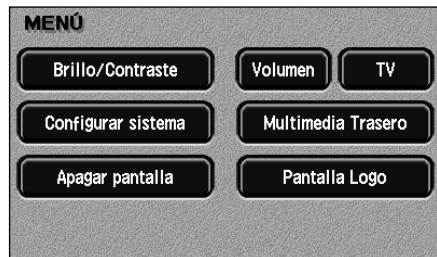 MENÚ
Brillo/Contraste Volumen TV
Configurar sistema Multimedia Trasero
Apagar pantalla Pantalla Logo